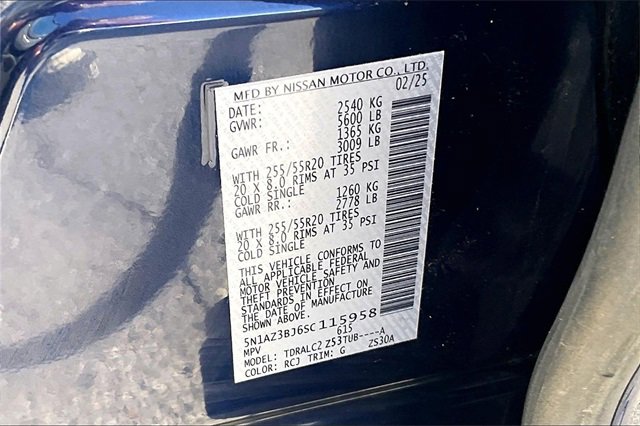 MFD BY NISSAN MOTOR CO., LTD.
DATE: 02/25
GVWR: 2540 KG
5600 LB
GAWR FR.: 1365 KG
3009 LB
WITH 255/55R20 TIRES
20 X 8.0 RIMS AT 35 PSI
COLD SINGLE
GAWR RR.: 1260 KG
2778 LB
WITH 255/55R20 TIRES
20 X 8.0 RIMS AT 35 PSI
COLD SINGLE
THIS VEHICLE CONFORMS TO
ALL APPLICABLE FEDERAL
MOTOR VEHICLE SAFETY AND
THEFT PREVENTION
STANDARDS IN EFFECT ON
THE DATE OF MANUFACTURE
SHOWN ABOVE.
5N1AZ3BJ6SC115958
MPV 615
MODEL: TDRALC2 Z53TUB----A
COLOR: RCJ TRIM: G ZS30A